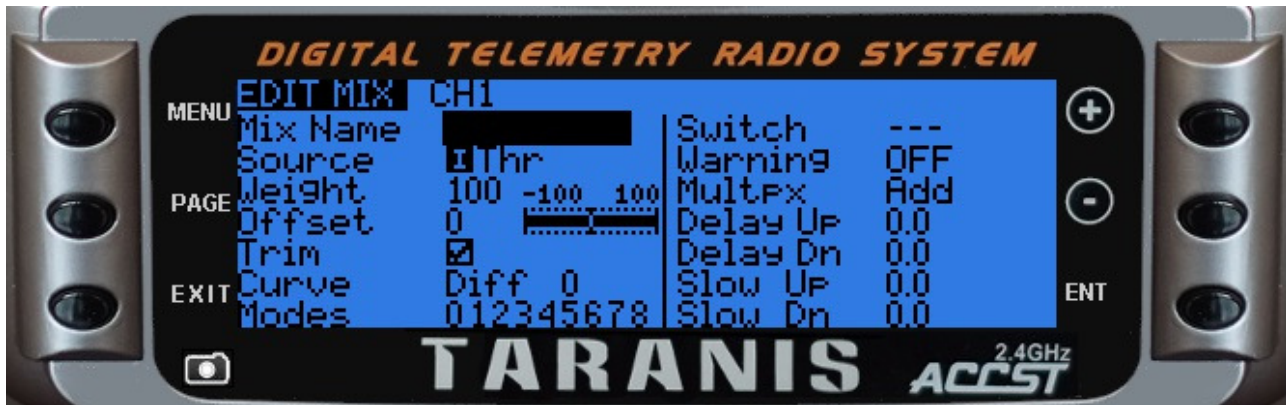 DIGITAL TELEMETRY RADIO SYSTEM
MENU
PAGE
EXIT
EDIT MIX CH1
Mix Name
Source I Thr
Weight 100 -100 100
Offset 0
Trim
Curve Diff 0
Modes 012345678
Switch ---
Warning OFF
Multpx Add
Delay Up 0.0
Delay Dn 0.0
Slow Up 0.0
Slow Dn 0.0
+
-
ENT
TARANIS
2.4GHz
ACCST